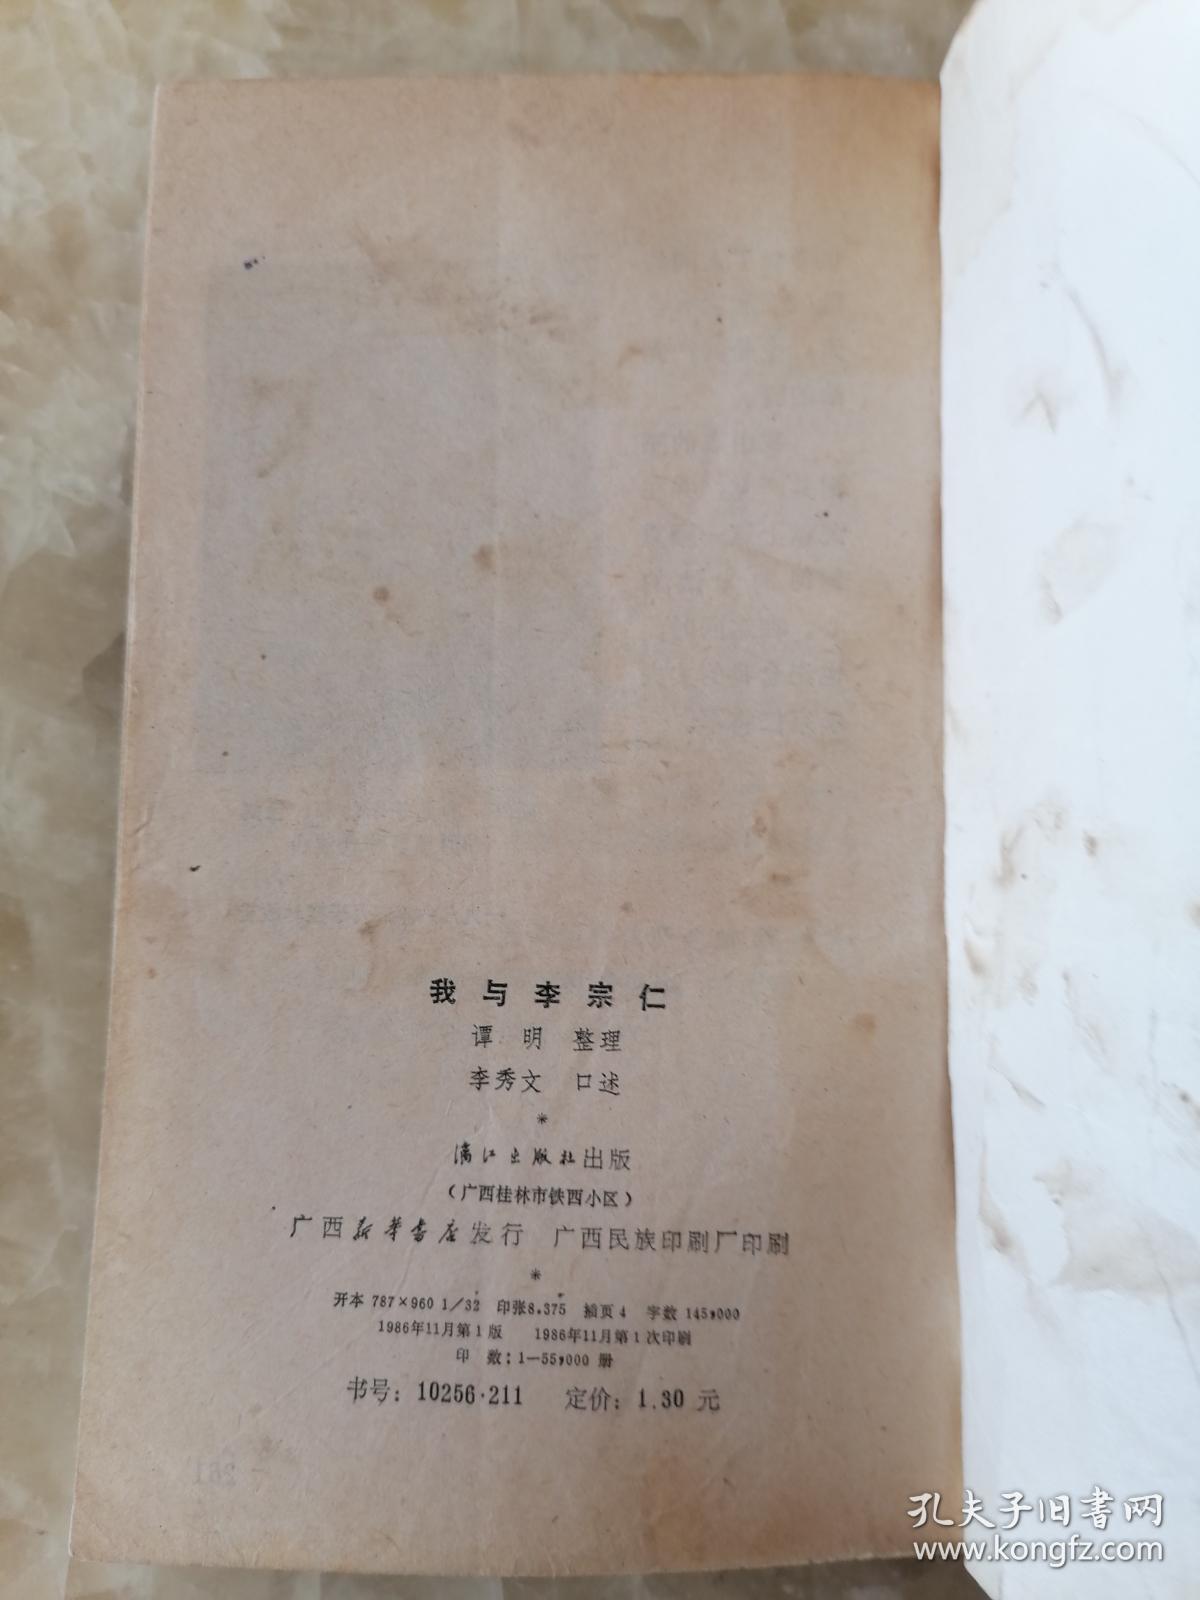 我与李宗仁
谭明 整理
李秀文 口述
*
漓江出版社出版
（广西桂林市铁西小区）
广西新华书店发行 广西民族印刷厂印刷
*
开本 787×960 1/32 印张8.375 插页4 字数 145,000
1986年11月第1版 1986年11月第1次印刷
印 数：1—55,000 册
书号：10256·211 定价：1.30 元
孔夫子旧书网
www.kongfz.com